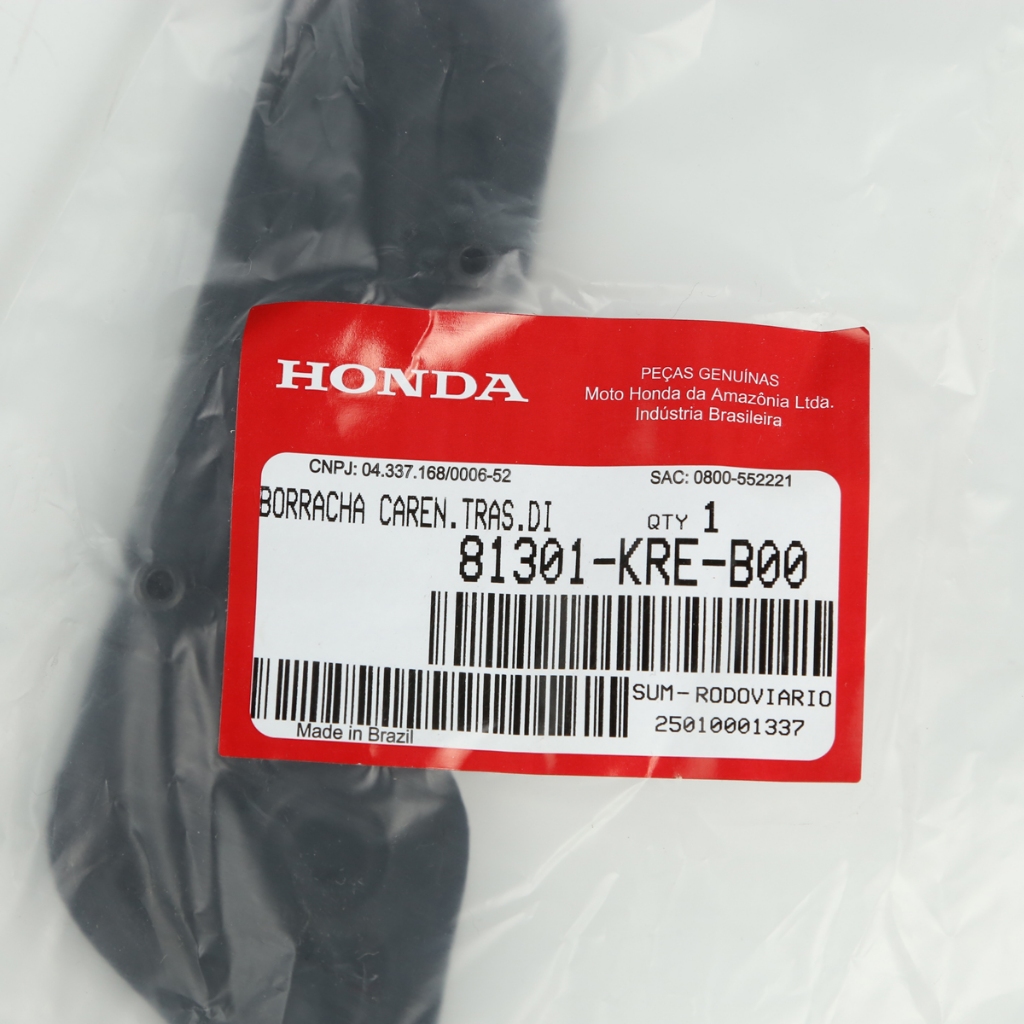 HONDA
PEÇAS GENUÍNAS
Moto Honda da Amazônia Ltda.
Indústria Brasileira
CNPJ: 04.337.168/0006-52
SAC: 0800-552221
BORRACHA CAREN.TRAS.DI
QTY 1
81301-KRE-B00
SUM-RODOVIARIO
25010001337
Made in Brazil